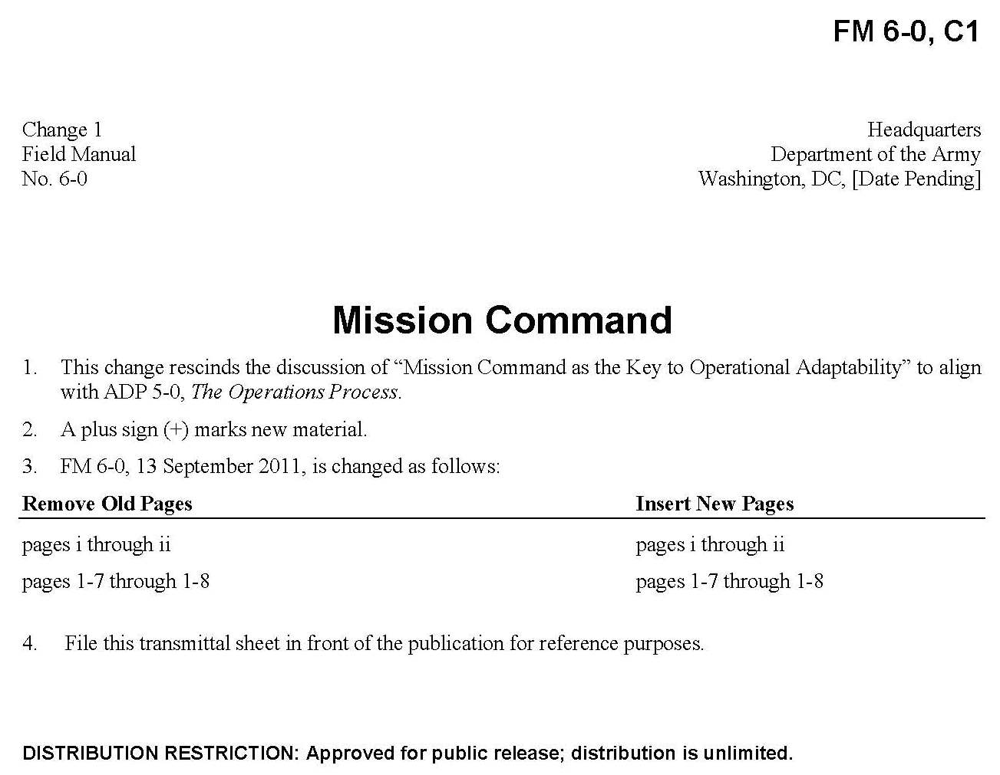 FM 6-0, C1
Change 1
Field Manual
No. 6-0
Headquarters
Department of the Army
Washington, DC, [Date Pending]
Mission Command
1. This change rescinds the discussion of “Mission Command as the Key to Operational Adaptability” to align
with ADP 5-0, The Operations Process.
2. A plus sign (+) marks new material.
3. FM 6-0, 13 September 2011, is changed as follows:
Remove Old Pages Insert New Pages
pages i through ii pages i through ii
pages 1-7 through 1-8 pages 1-7 through 1-8
4. File this transmittal sheet in front of the publication for reference purposes.
DISTRIBUTION RESTRICTION: Approved for public release; distribution is unlimited.